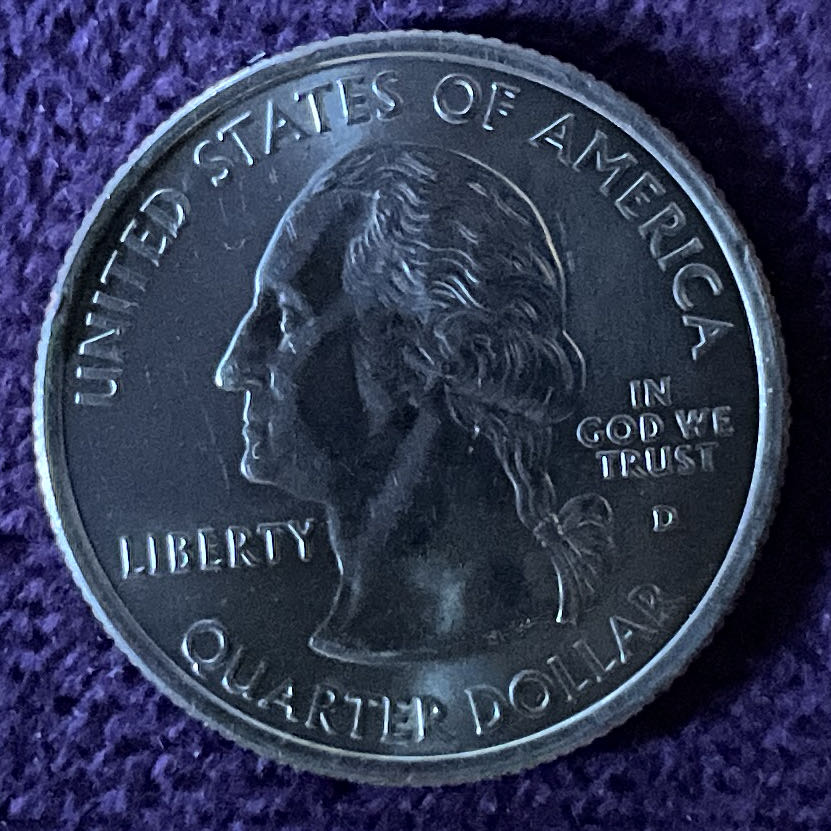 UNITED STATES OF AMERICA
IN
GOD WE
TRUST
D
LIBERTY
QUARTER DOLLAR